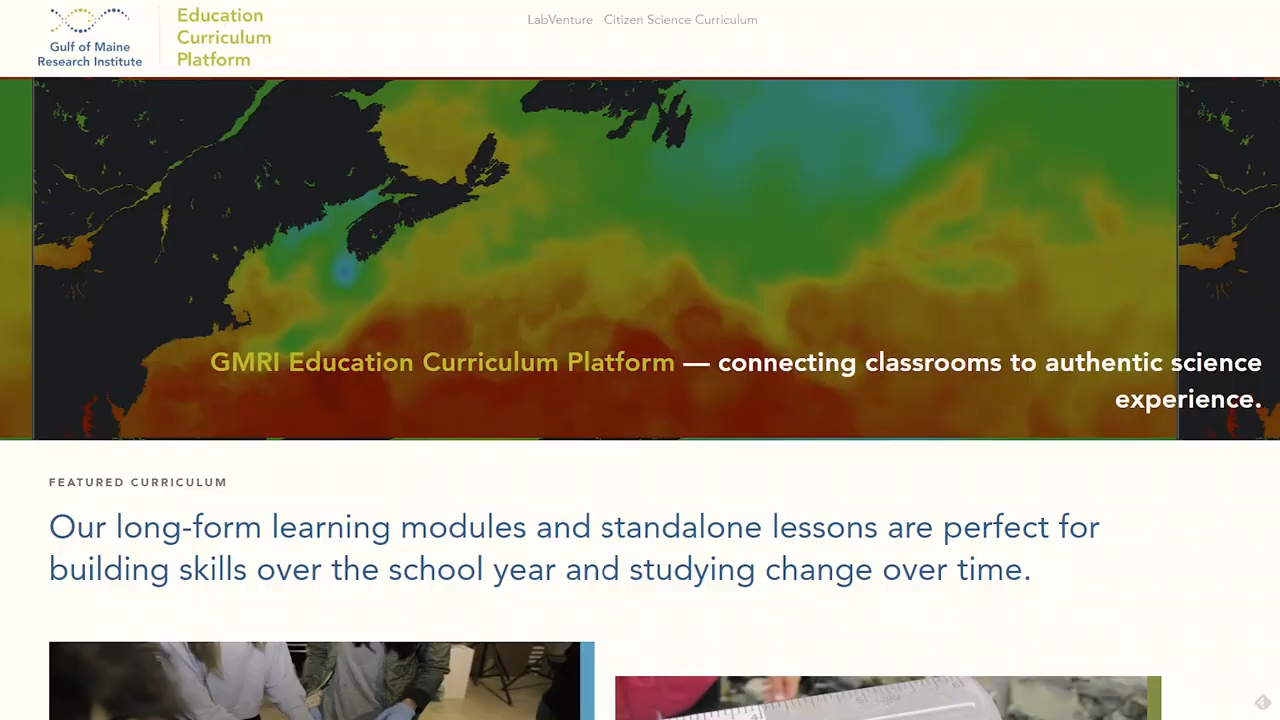 Gulf of Maine
Research Institute
Education
Curriculum
Platform
LabVenture Citizen Science Curriculum
GMRI Education Curriculum Platform — connecting classrooms to authentic science
experience.
FEATURED CURRICULUM
Our long-form learning modules and standalone lessons are perfect for
building skills over the school year and studying change over time.